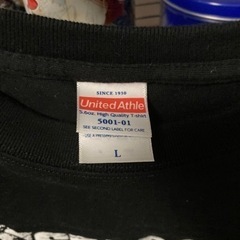 SINCE 1930
United Athle
5.6oz. High Quality T-shirt
5001-01
SEE SECOND LABEL FOR CARE
L